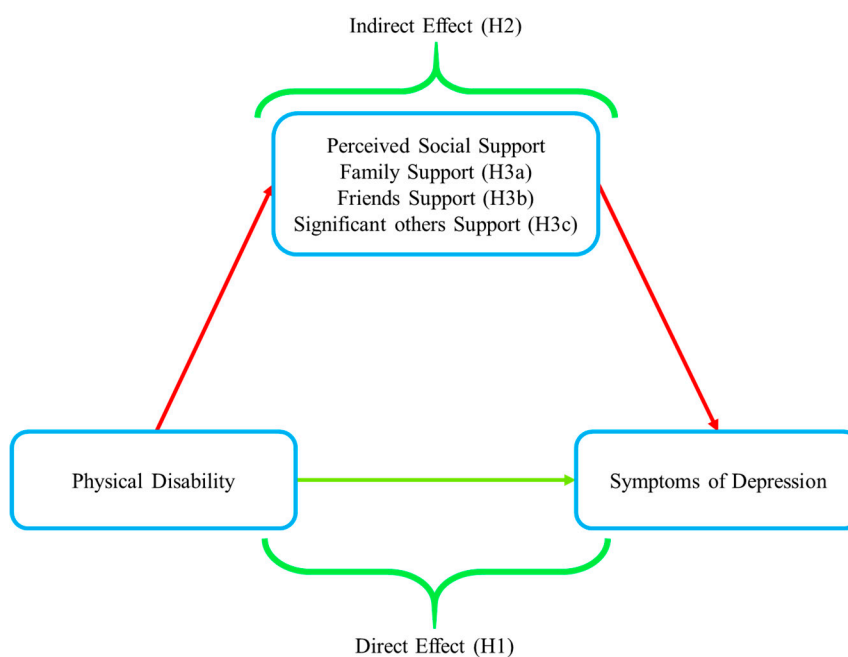 Indirect Effect (H2)
Perceived Social Support
Family Support (H3a)
Friends Support (H3b)
Significant others Support (H3c)
Physical Disability
Symptoms of Depression
Direct Effect (H1)